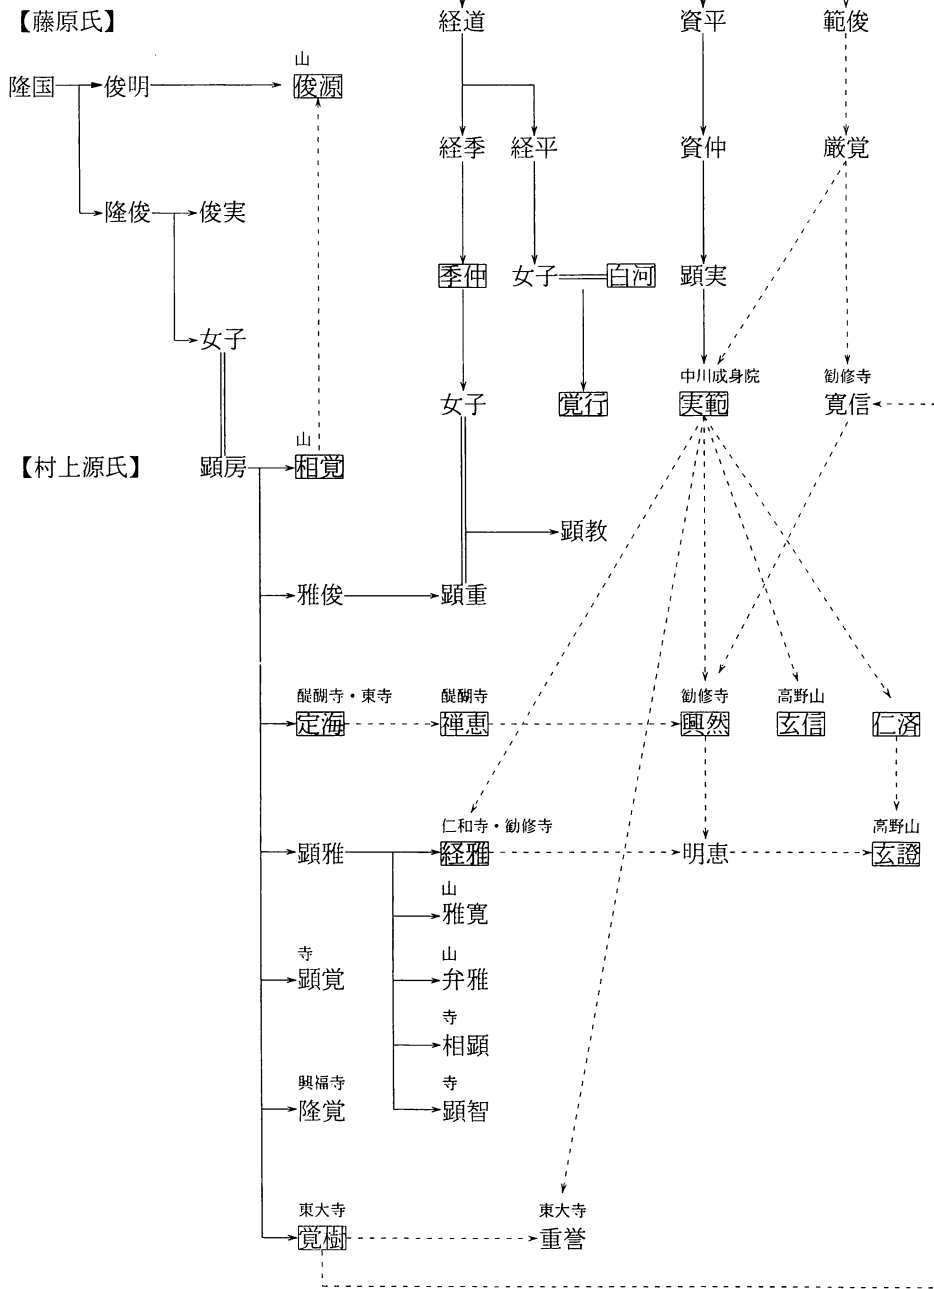 【藤原氏】
経道
資平
範俊
山
隆国
俊明
俊源
経季
経平
資仲
厳覚
隆俊
俊実
季仲
女子
白河
顕実
女子
中川成身院
勧修寺
女子
覚行
実範
寛信
山
【村上源氏】
顕房
相覚
顕教
雅俊
顕重
醍醐寺・東寺
醍醐寺
勧修寺
高野山
定海
禅恵
興然
玄信
仁済
仁和寺・勧修寺
高野山
顕雅
経雅
明恵
玄證
山
雅寛
寺
山
顕覚
弁雅
寺
相顕
興福寺
寺
隆覚
顕智
東大寺
東大寺
覚樹
重誉